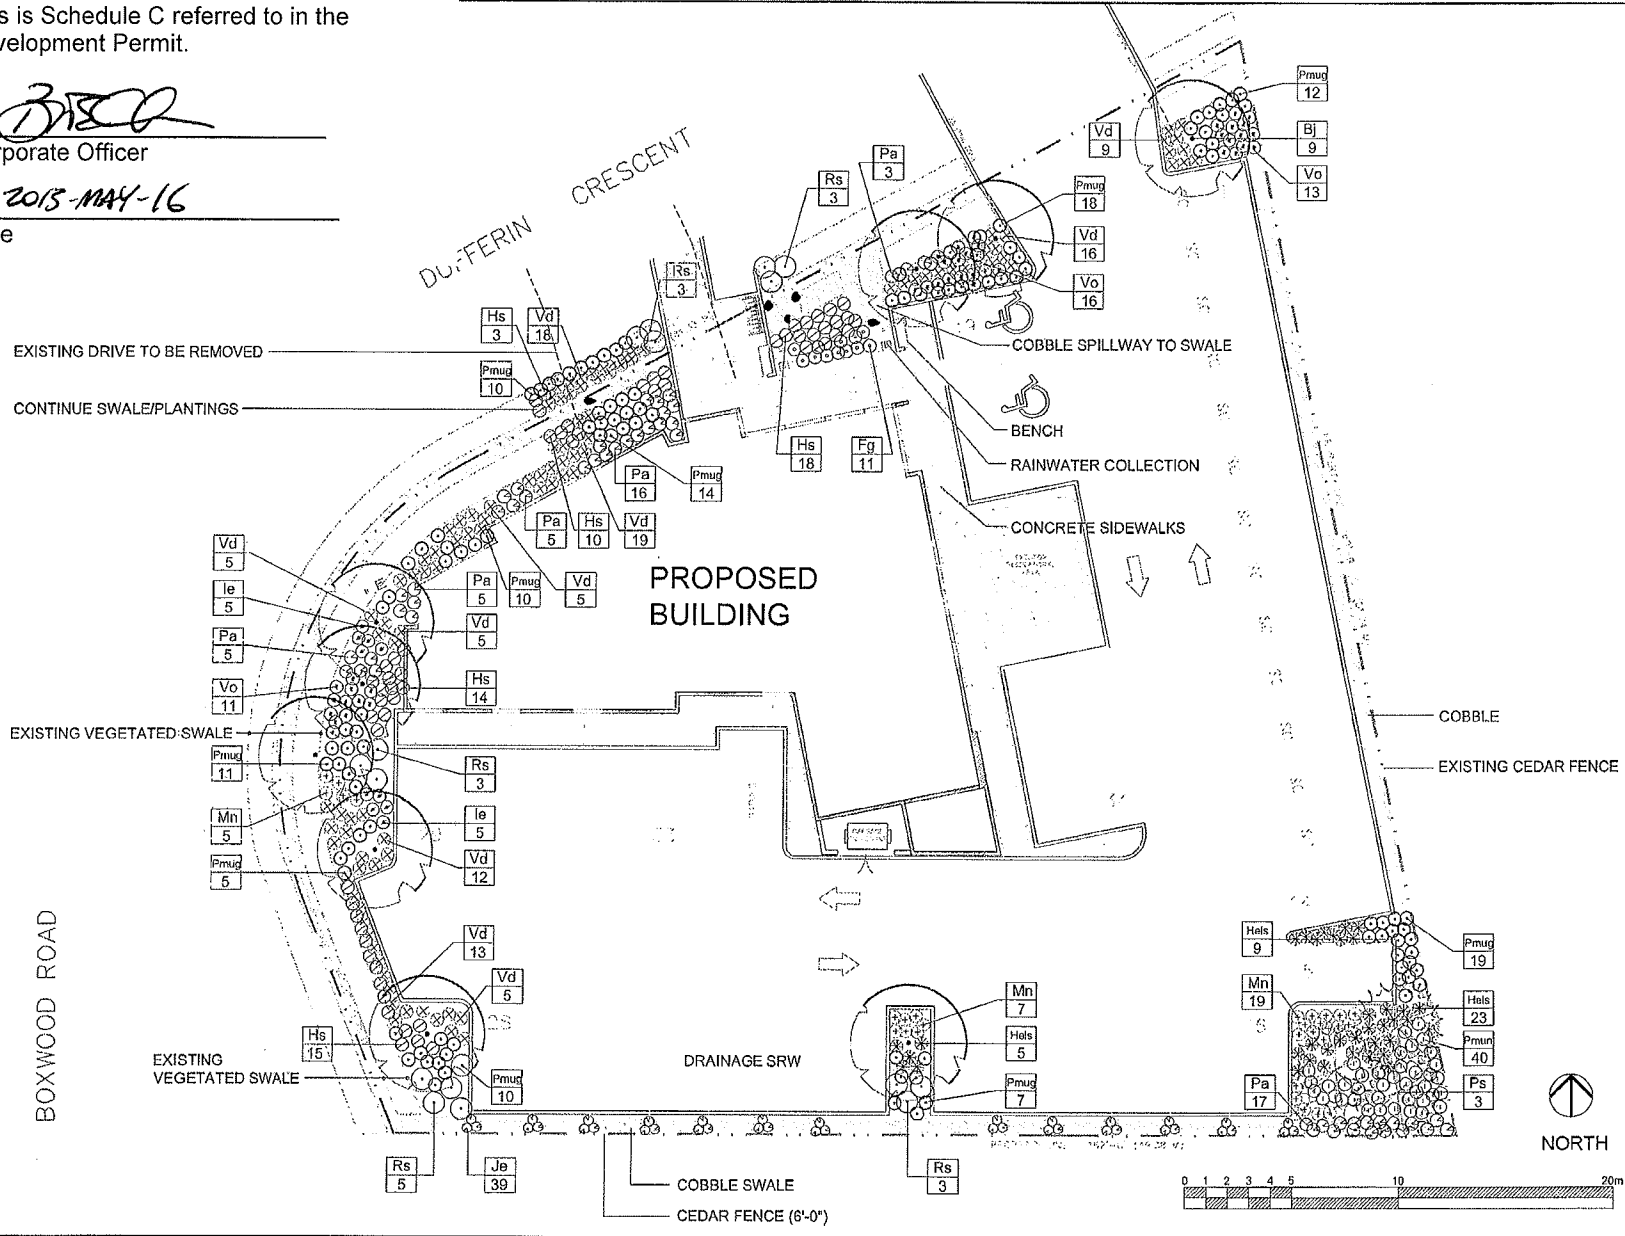 s is Schedule C referred to in the
velopment Permit.
rporate Officer
2013-MAY-16
e
DUFFERIN CRESCENT
Pmug
12
Vd
9
Bj
9
Vo
13
Pa
3
Rs
3
Pmug
18
Vd
16
Vo
16
Rs
3
Hs
3
Vd
18
Pmug
10
EXISTING DRIVE TO BE REMOVED
CONTINUE SWALE/PLANTINGS
COBBLE SPILLWAY TO SWALE
BENCH
RAINWATER COLLECTION
CONCRETE SIDEWALKS
Hs
18
Fg
11
Pa
16
Pmug
14
Pa
5
Hs
10
Vd
19
Vd
5
Ie
5
Pa
5
Vo
11
Pa
5
Pmug
10
Vd
5
Vd
5
Hs
14
PROPOSED
BUILDING
EXISTING VEGETATED SWALE
Pmug
11
Mn
5
Pmug
5
Rs
3
Ie
5
Vd
12
COBBLE
EXISTING CEDAR FENCE
Vd
13
Vd
5
Hs
15
Pmug
10
BOXWOOD ROAD
EXISTING
VEGETATED SWALE
DRAINAGE SRW
Mn
7
Hels
5
Pmug
7
Hels
9
Mn
19
Pmug
19
Hels
23
Pmun
40
Ps
3
Pa
17
Rs
5
Je
39
Rs
3
COBBLE SWALE
CEDAR FENCE (6'-0")
NORTH
0 1 2 3 4 5 10 20m